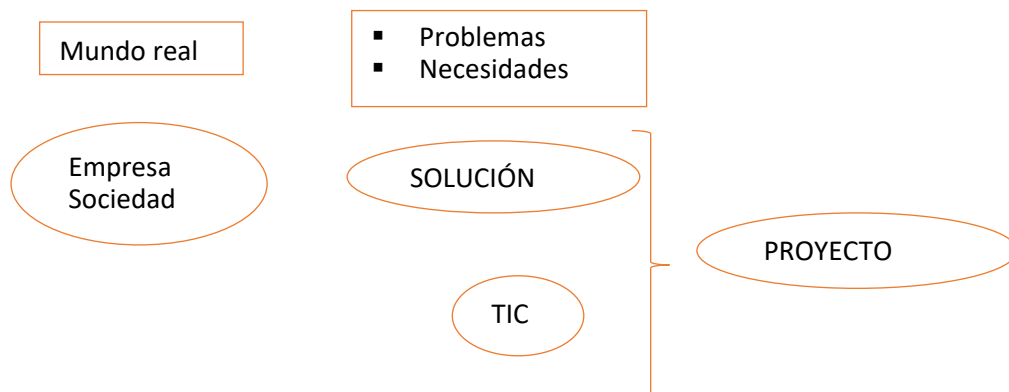 Mundo real
▪ Problemas
▪ Necesidades
Empresa
Sociedad
SOLUCIÓN
PROYECTO
TIC